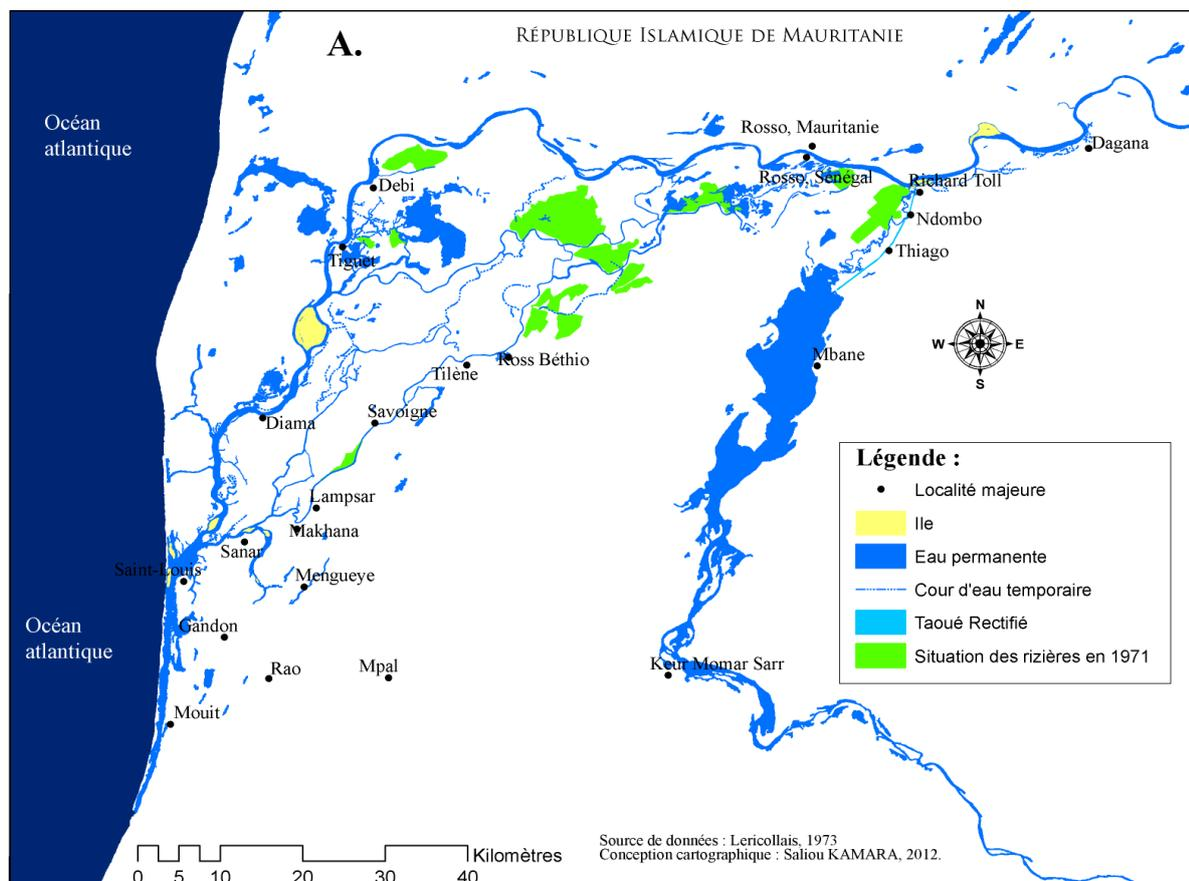 A.
RÉPUBLIQUE ISLAMIQUE DE MAURITANIE
Océan
atlantique
Rosso, Mauritanie
Dagana
Rosso, Sénégal
Richard Toll
Debi
Ndombo
Tiguet
Thiago
N
W
E
S
Mbane
Ross Béthio
Tilène
Savoigne
Diama
Lampsar
Makhana
Sanar
Saint-Louis
Mengueye
Gandon
Océan
atlantique
Rao
Mpal
Keur Momar Sarr
Mouit
Légende :
Localité majeure
Ile
Eau permanente
Cour d'eau temporaire
Taoué Rectifié
Situation des rizières en 1971
Source de données : Lericollais, 1973
Conception cartographique : Saliou KAMARA, 2012.
Kilomètres
0 5 10 20 30 40